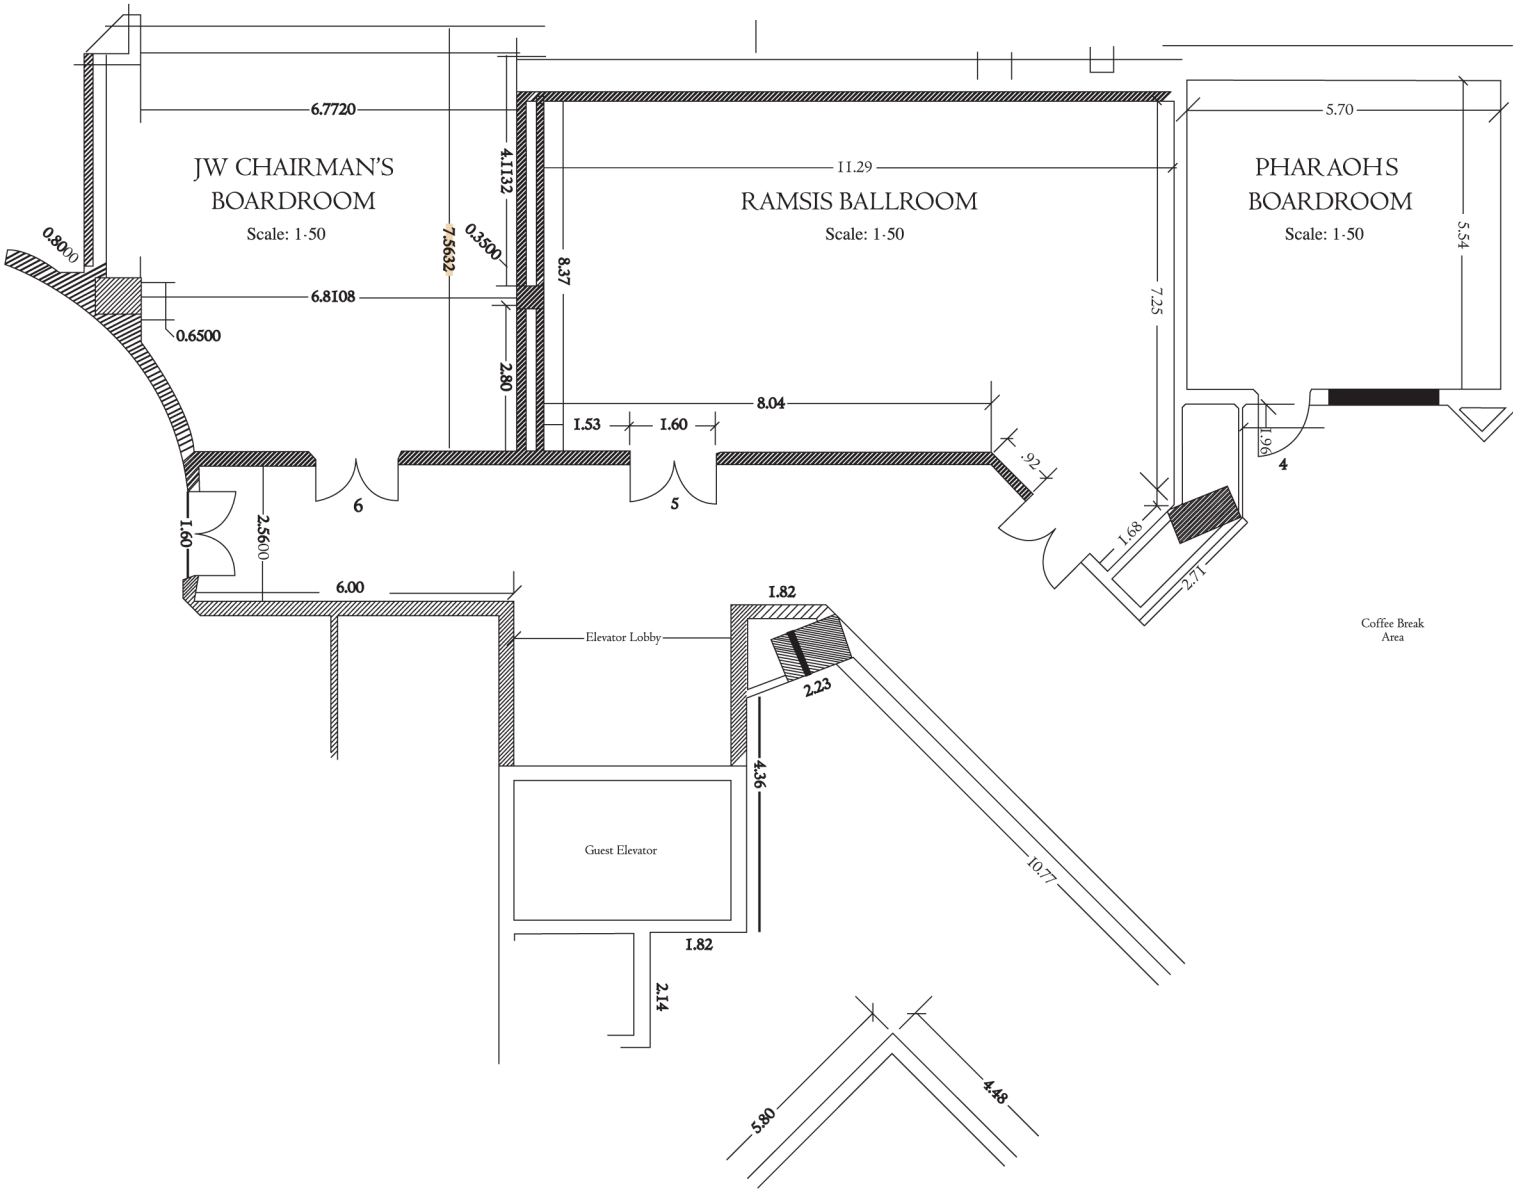 6.7720
11.29
5.70
4.1132
JW CHAIRMAN'S
BOARDROOM
Scale: 1-50
RAMSIS BALLROOM
Scale: 1-50
PHARAOHS
BOARDROOM
Scale: 1-50
0.8000
7.5632
0.3500
8.37
5.54
6.8108
7.25
0.6500
2.80
8.04
1.53
1.60
.92
1.96
4
6
5
1.60
2.5600
1.68
2.71
6.00
1.82
Elevator Lobby
Coffee Break
Area
2.23
4.36
Guest Elevator
10.77
1.82
2.14
5.80
4.48